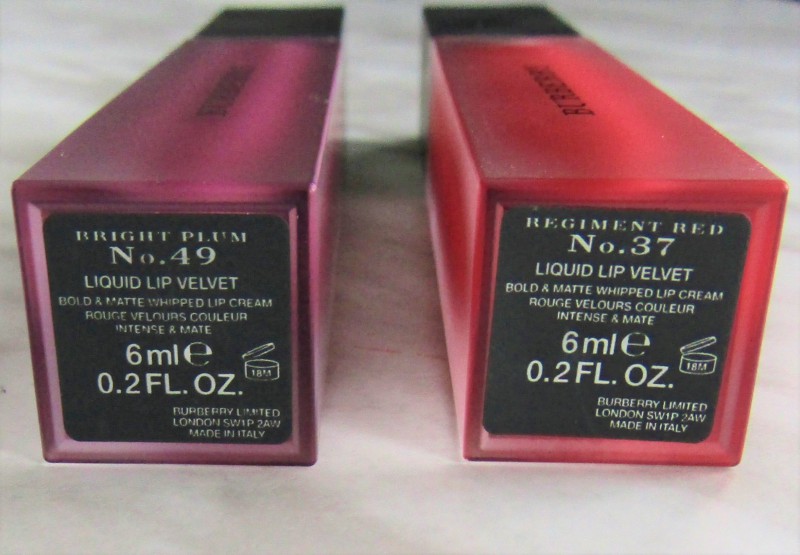 BURBERRY
BRIGHT PLUM
No.49
LIQUID LIP VELVET
BOLD & MATTE WHIPPED LIP CREAM
ROUGE VELOURS COULEUR
INTENSE & MATE
6ml℮
18M
0.2 FL. OZ.
BURBERRY LIMITED
LONDON SW1P 2AW
MADE IN ITALY
BURBERRY
REGIMENT RED
No.37
LIQUID LIP VELVET
BOLD & MATTE WHIPPED LIP CREAM
ROUGE VELOURS COULEUR
INTENSE & MATE
6ml℮
18M
0.2 FL. OZ.
BURBERRY LIMITED
LONDON SW1P 2AW
MADE IN ITALY